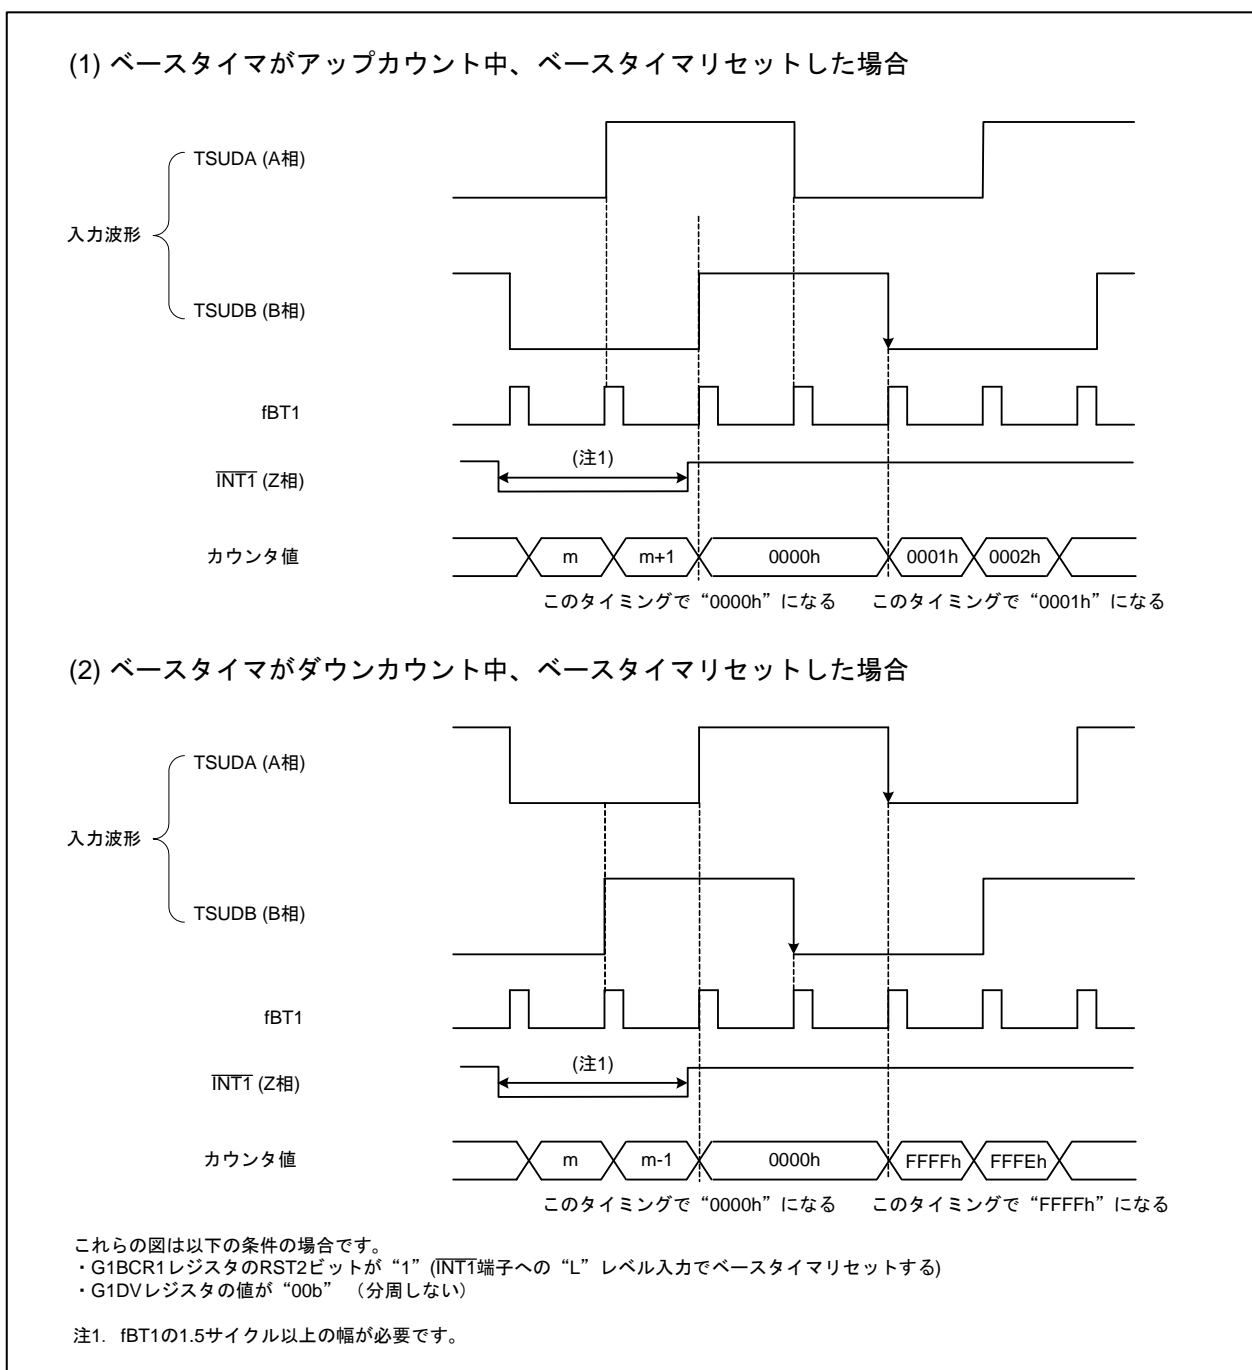 (1) ベースタイマがアップカウント中、ベースタイマリセットした場合
入力波形
TSUDA (A相)
TSUDB (B相)
fBT1
INT1 (Z相)
(注1)
カウンタ値
m
m+1
0000h
0001h
0002h
このタイミングで“0000h”になる
このタイミングで“0001h”になる
(2) ベースタイマがダウンカウント中、ベースタイマリセットした場合
入力波形
TSUDA (A相)
TSUDB (B相)
fBT1
INT1 (Z相)
(注1)
カウンタ値
m
m-1
0000h
FFFFh
FFFEh
このタイミングで“0000h”になる
このタイミングで“FFFFh”になる
これらの図は以下の条件の場合です。
・G1BCR1レジスタのRST2ビットが“1”(INT1端子への“L”レベル入力でベースタイマリセットする)
・G1DVレジスタの値が“00b” (分周しない)
注1. fBT1の1.5サイクル以上の幅が必要です。